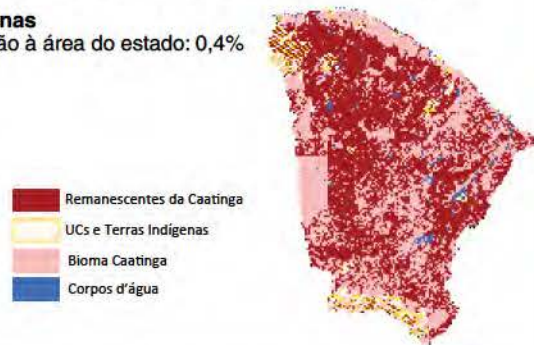 nas
ão à área do estado: 0,4%
Remanescentes da Caatinga
UCs e Terras Indígenas
Bioma Caatinga
Corpos d'água